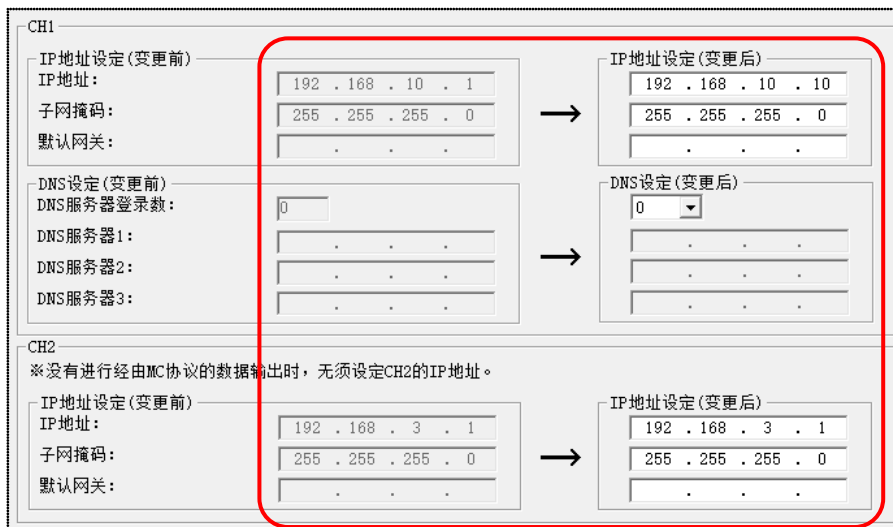 CH1
IP地址设定(变更前)
IP地址: 192 . 168 . 10 . 1
子网掩码: 255 . 255 . 255 . 0
默认网关: . . .
→
IP地址设定(变更后)
192 . 168 . 10 . 10
255 . 255 . 255 . 0
. . .
DNS设定(变更前)
DNS服务器登录数: 0
DNS服务器1: . . .
DNS服务器2: . . .
DNS服务器3: . . .
→
DNS设定(变更后)
0
. . .
. . .
. . .
CH2
※没有进行经由MC协议的数据输出时，无须设定CH2的IP地址。
IP地址设定(变更前)
IP地址: 192 . 168 . 3 . 1
子网掩码: 255 . 255 . 255 . 0
默认网关: . . .
→
IP地址设定(变更后)
192 . 168 . 3 . 1
255 . 255 . 255 . 0
. . .